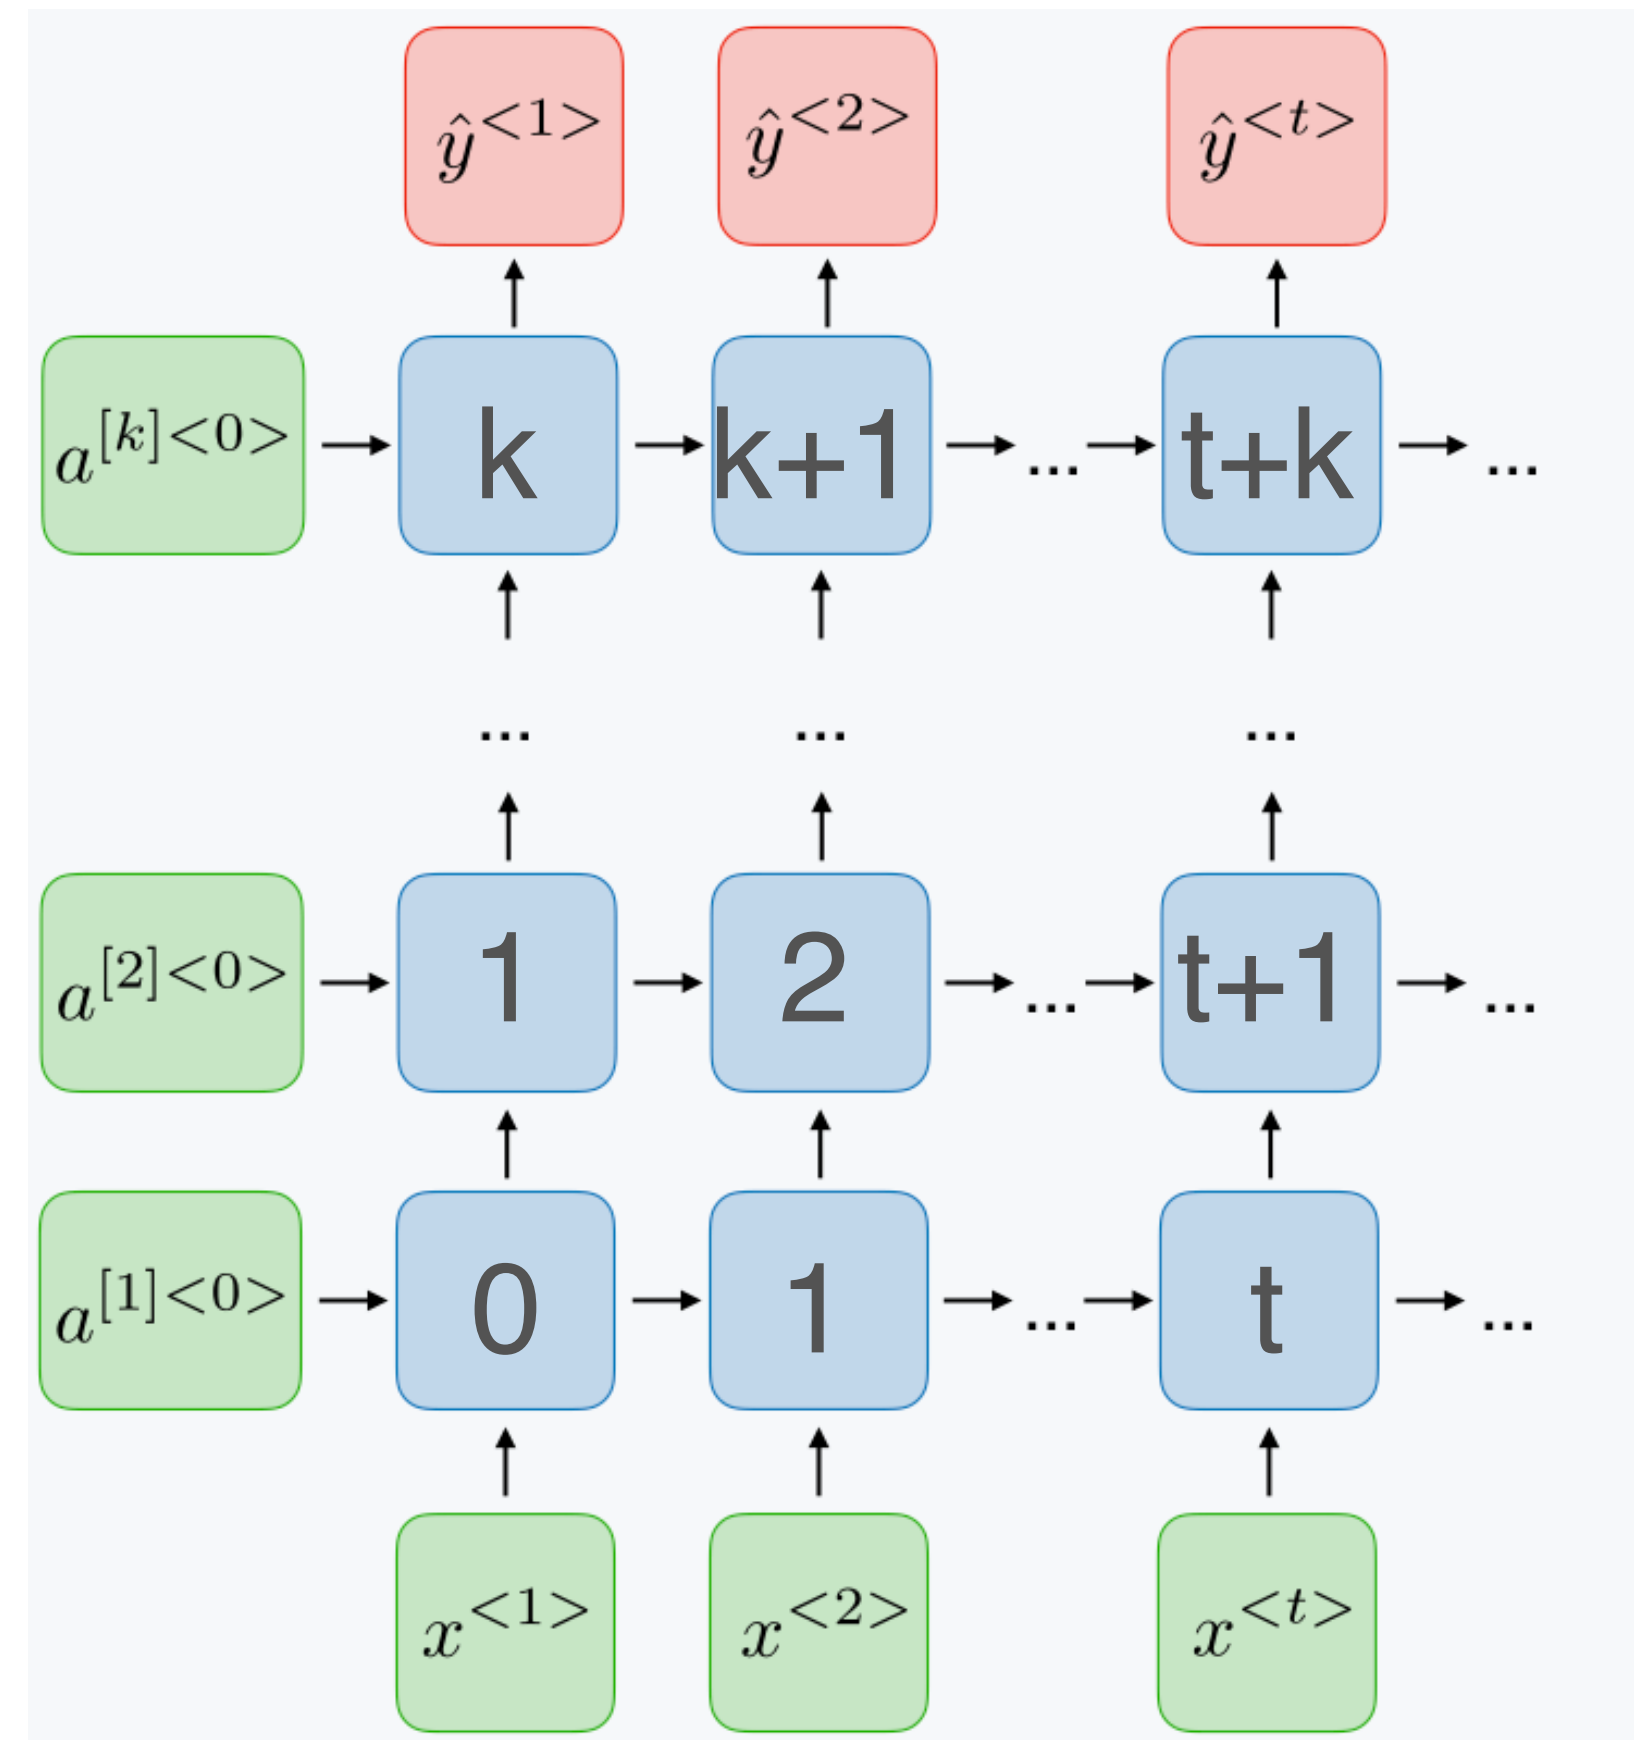 ŷ<1> ŷ<2> ŷ<t>
a[k]<0> k k+1 ... t+k ...
... ... ...
a[2]<0> 1 2 ... t+1 ...
a[1]<0> 0 1 ... t ...
x<1> x<2> x<t>